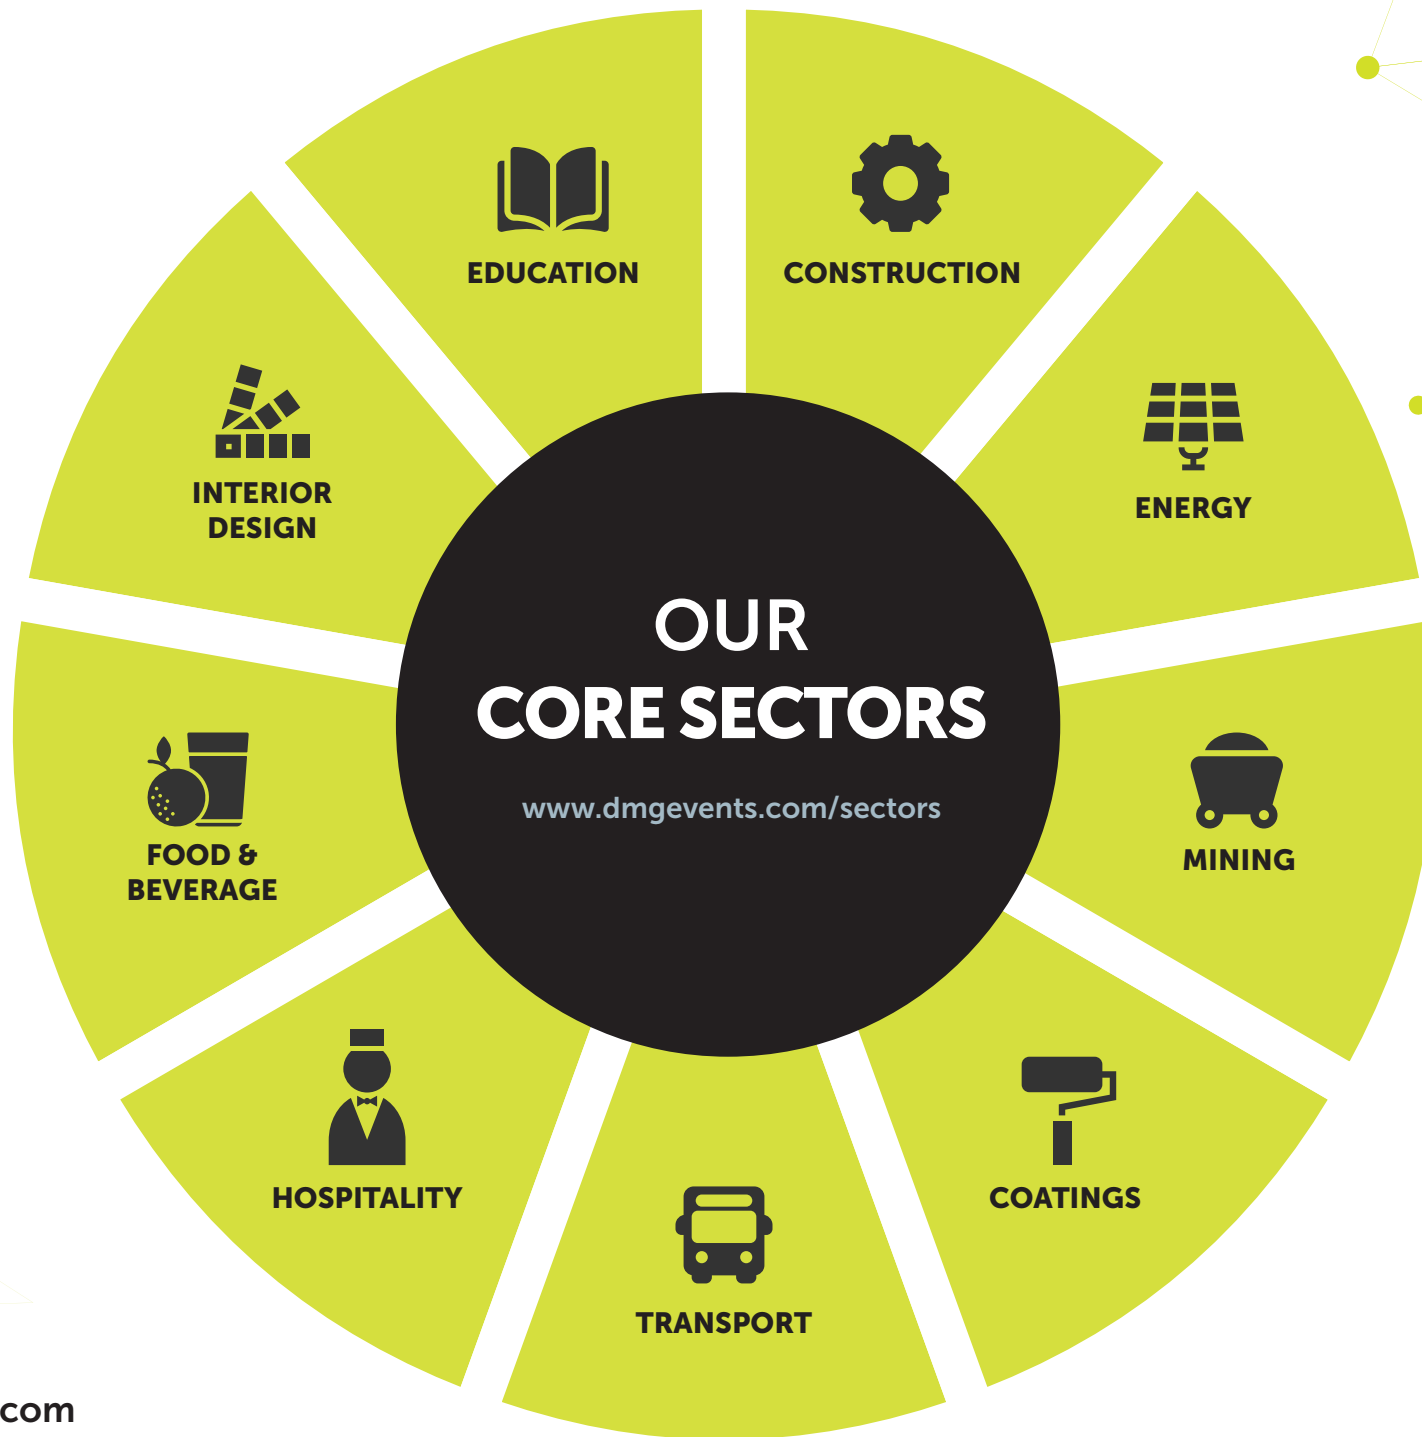 EDUCATION
CONSTRUCTION
INTERIOR
DESIGN
ENERGY
OUR
CORE SECTORS
www.dmgevents.com/sectors
FOOD &
BEVERAGE
MINING
HOSPITALITY
COATINGS
TRANSPORT
com